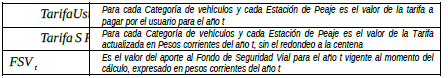 TarifaUsu
Para cada Categoría de vehículos y cada Estación de Peaje es el valor de la tarifa a
pagar por el usuario para el año t
Tarifa S R
Para cada Categoría de vehículos y cada Estación de Peaje es el valor de la Tarifa
actualizada en Pesos corrientes del año t, sin el redondeo a la centena
FSV t
Es el valor del aporte al Fondo de Seguridad Vial para el año t vigente al momento del
cálculo, expresado en pesos corrientes del año t